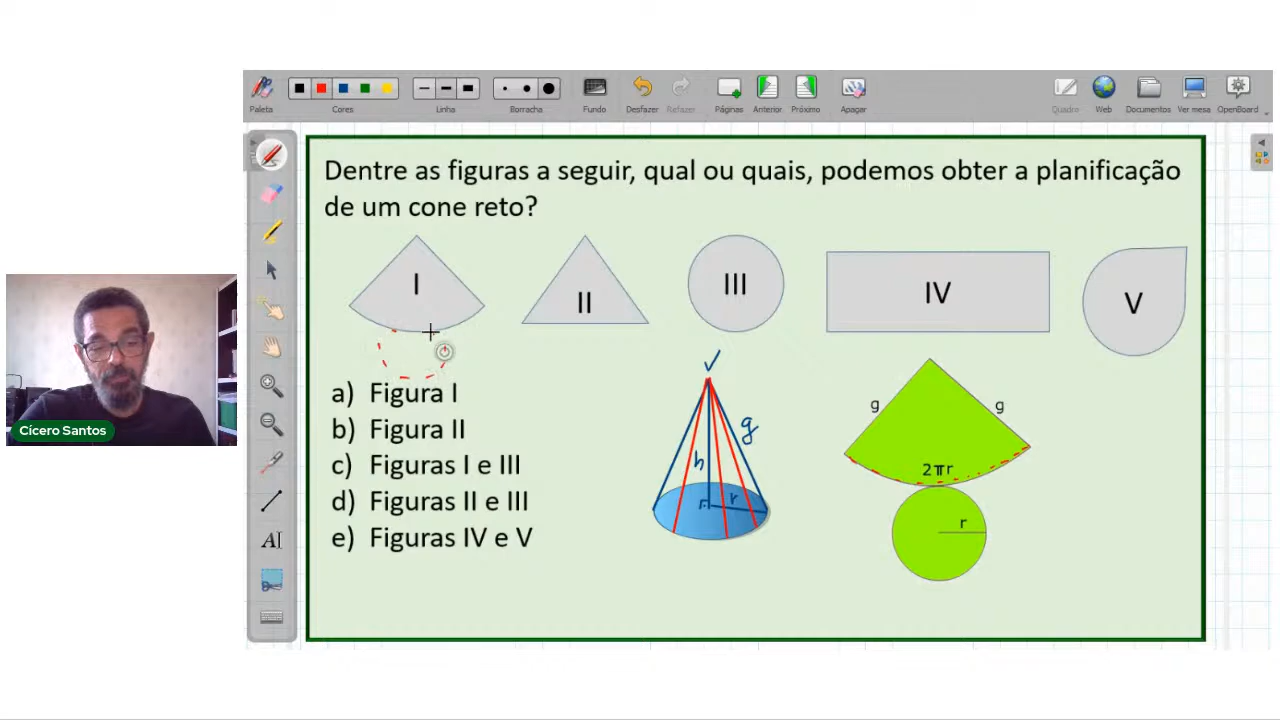 Paleta
Cores
Linha
Borracha
Fundo
Desfazer
Refazer
Páginas
Anterior
Próximo
Apagar
Quadro
Web
Documentos
Ver mesa
OpenBoard
Dentre as figuras a seguir, qual ou quais, podemos obter a planificação
de um cone reto?
I
II
III
IV
V
a) Figura I
b) Figura II
c) Figuras I e III
d) Figuras II e III
e) Figuras IV e V
V
g
h
r
g
g
2πr
r
AI
Cícero Santos